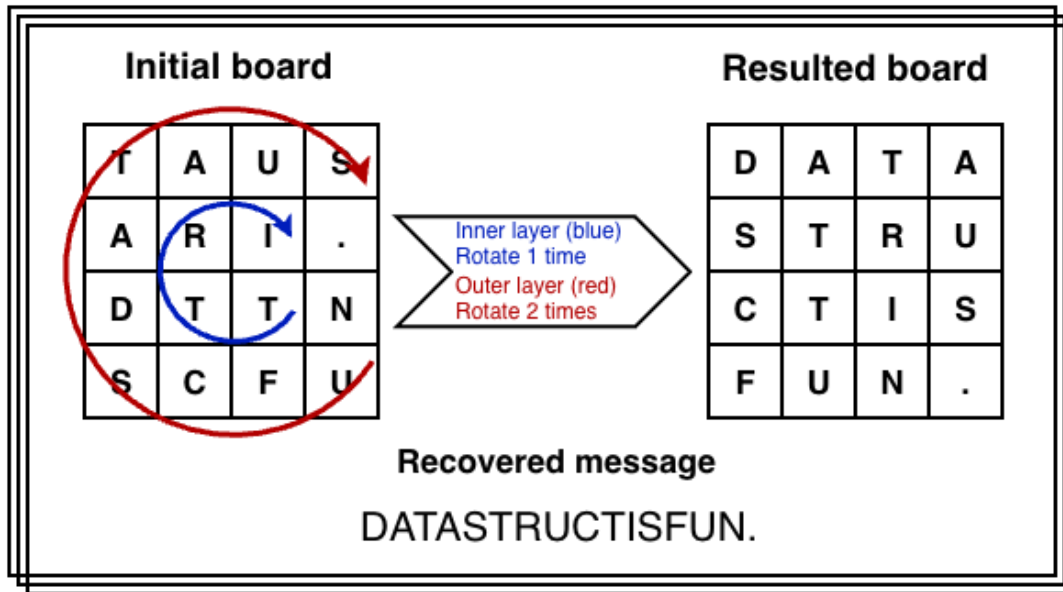 Initial board
Resulted board
T A U S
A R I .
D T T N
S C F U
Inner layer (blue)
Rotate 1 time
Outer layer (red)
Rotate 2 times
D A T A
S T R U
C T I S
F U N .
Recovered message
DATASTRUCTISFUN.